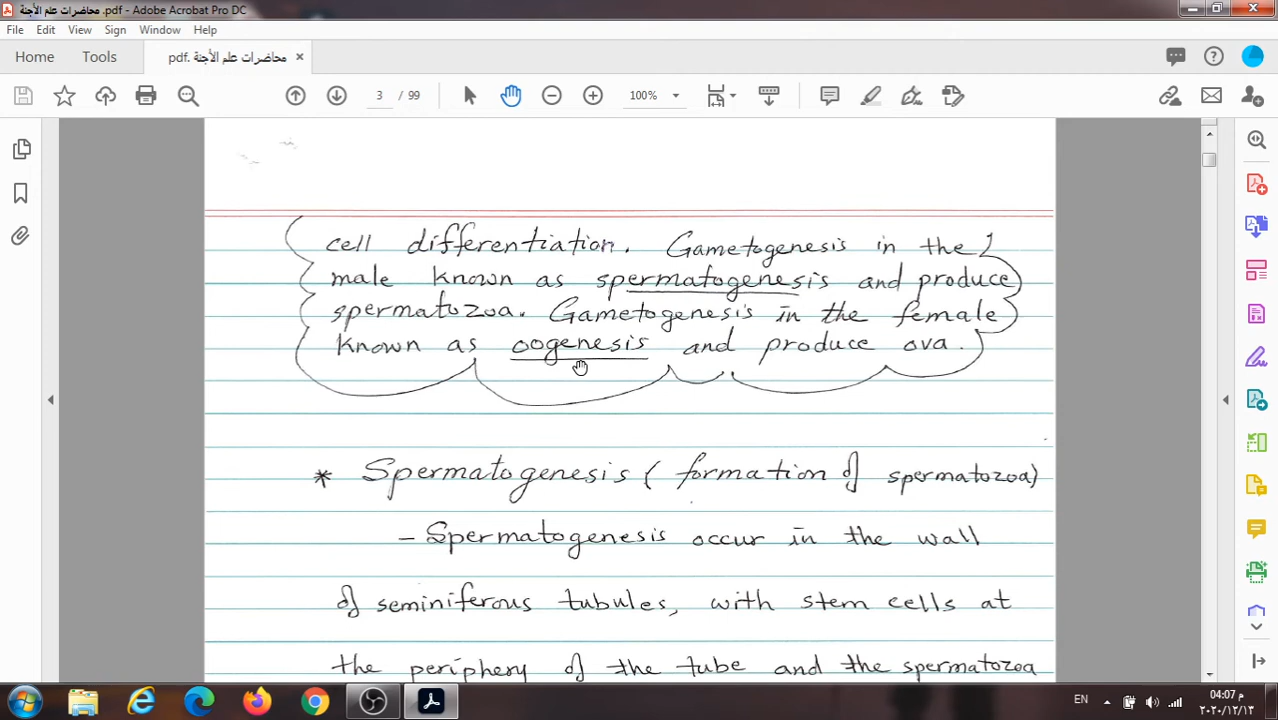 محاضرات علم الأجنة.pdf - Adobe Acrobat Pro DC
File Edit View Sign Window Help
Home Tools محاضرات علم الأجنة.pdf ×
3 / 99 100%
cell differentiation. Gametogenesis in the
male known as spermatogenesis and produce
spermatozoa. Gametogenesis in the female
known as oogenesis and produce ova.
* Spermatogenesis ( formation of spermatozoa)
- Spermatogenesis occur in the wall
of seminiferous tubules, with stem cells at
the periphery of the tube and the spermatozoa
EN 04:07 م
٢٠٢٠/١٢/١٣